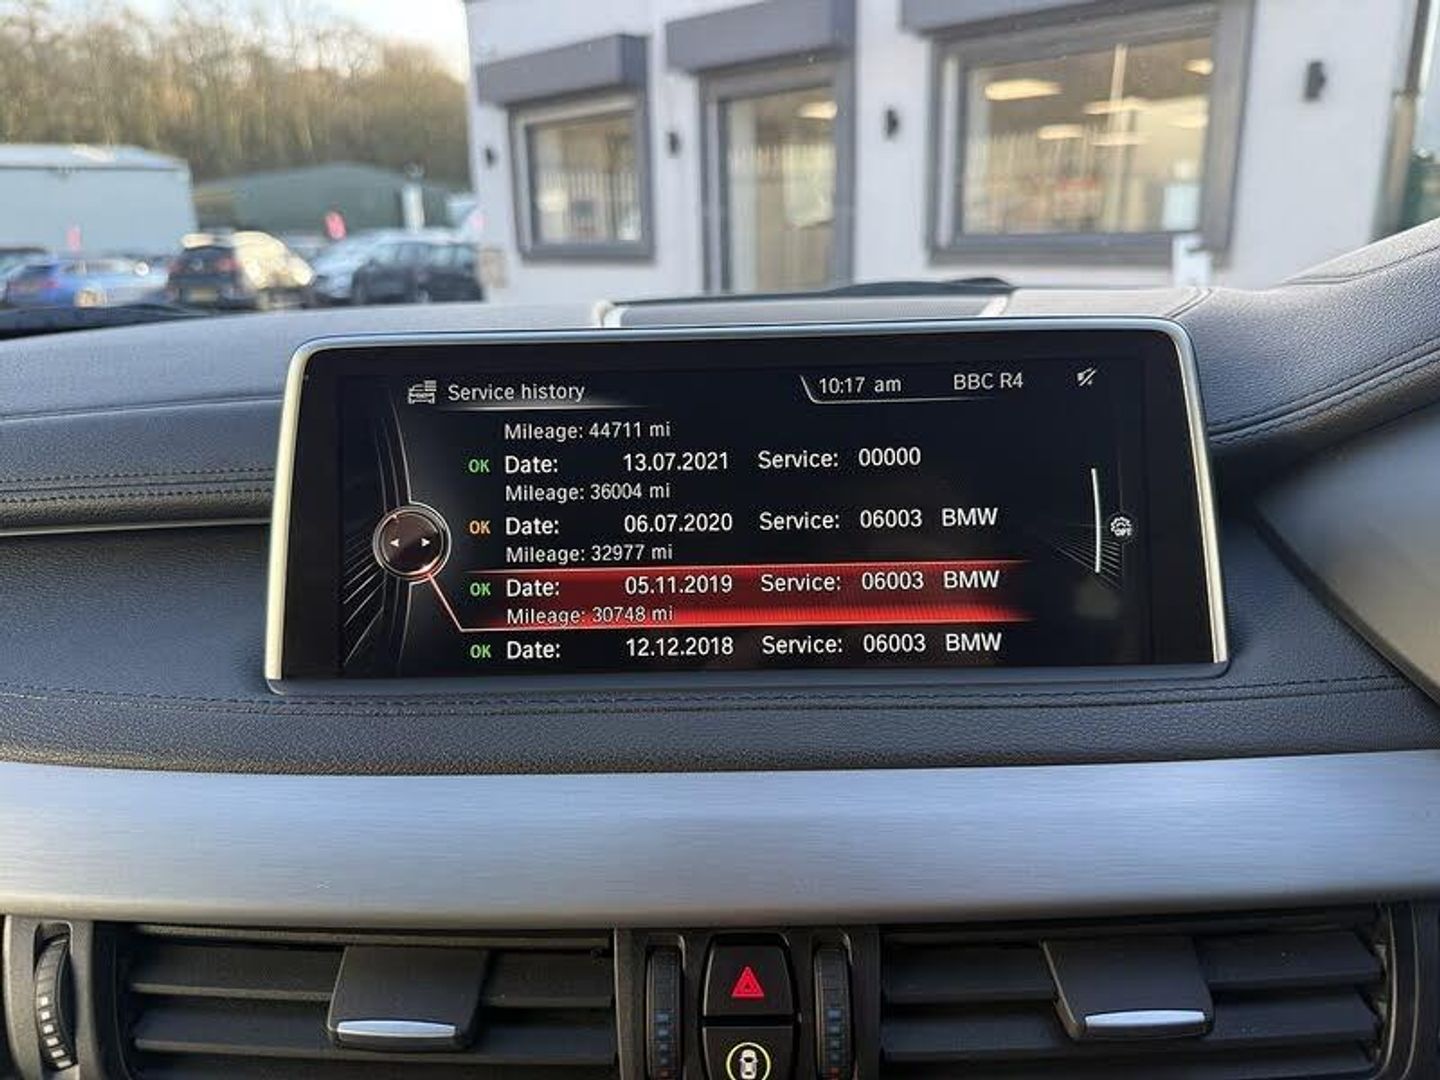 Service history 10:17 am BBC R4
Mileage: 44711 mi
OK Date: 13.07.2021 Service: 00000
Mileage: 36004 mi
OK Date: 06.07.2020 Service: 06003 BMW
Mileage: 32977 mi
OK Date: 05.11.2019 Service: 06003 BMW
Mileage: 30748 mi
OK Date: 12.12.2018 Service: 06003 BMW
OPT